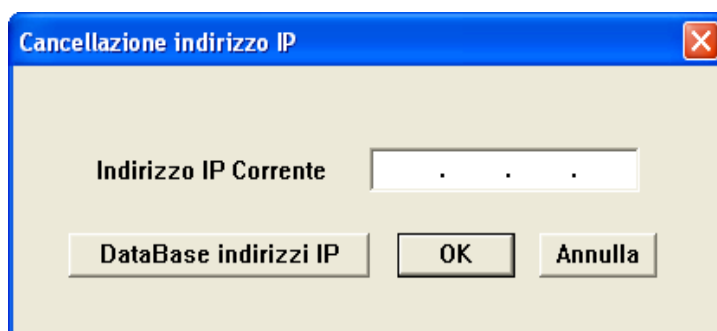 Cancellazione indirizzo IP
Indirizzo IP Corrente . . .
DataBase indirizzi IP OK Annulla